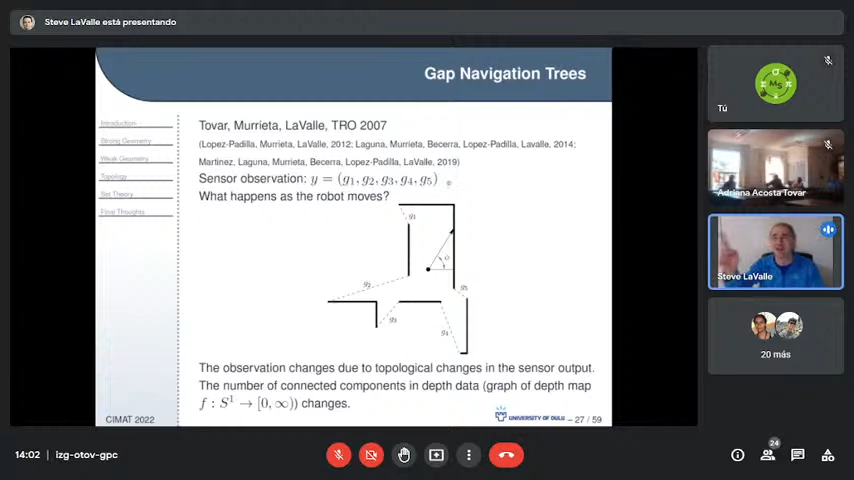 Steve LaValle está presentando
Gap Navigation Trees
Introduction
Strong Geometry
Weak Geometry
Topology
Set Theory
Final Thoughts
Tovar, Murrieta, LaValle, TRO 2007
(Lopez-Padilla, Murrieta, LaValle, 2012; Laguna, Murrieta, Becerra, Lopez-Padilla, Lavalle, 2014;
Martinez, Laguna, Murrieta, Becerra, Lopez-Padilla, LaValle, 2019)
Sensor observation: y = (g₁, g₂, g₃, g₄, g₅)
What happens as the robot moves?
g₁
g₂
g₃
g₄
g₅
The observation changes due to topological changes in the sensor output.
The number of connected components in depth data (graph of depth map
f : S¹ → [0, ∞)) changes.
CIMAT 2022
UNIVERSITY OF OULU – 27 / 59
MS
Tú
Adriana Acosta Tovar
Steve LaValle
20 más
14:02 | izg-otov-gpc
24